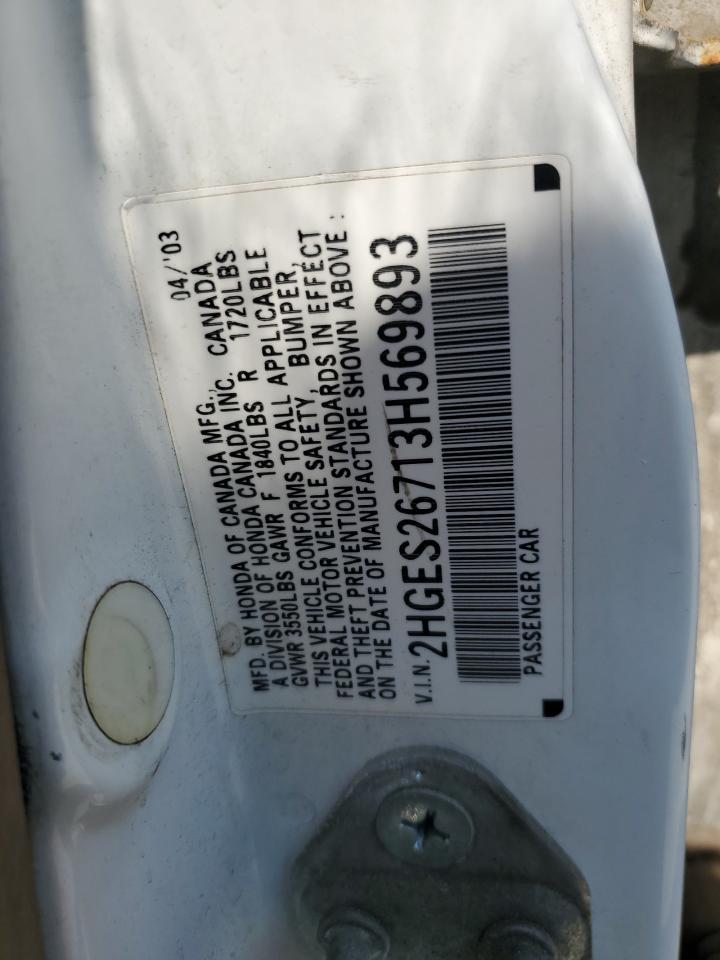 04/'03
MFD. BY HONDA OF CANADA MFG., CANADA
A DIVISION OF HONDA CANADA INC.
GVWR 3550LBS GAWR F 1840LBS R 1720LBS
THIS VEHICLE CONFORMS TO ALL APPLICABLE
FEDERAL MOTOR VEHICLE SAFETY, BUMPER,
AND THEFT PREVENTION STANDARDS IN EFFECT
ON THE DATE OF MANUFACTURE SHOWN ABOVE :
V.I.N. 2HGES26713H569893
PASSENGER CAR